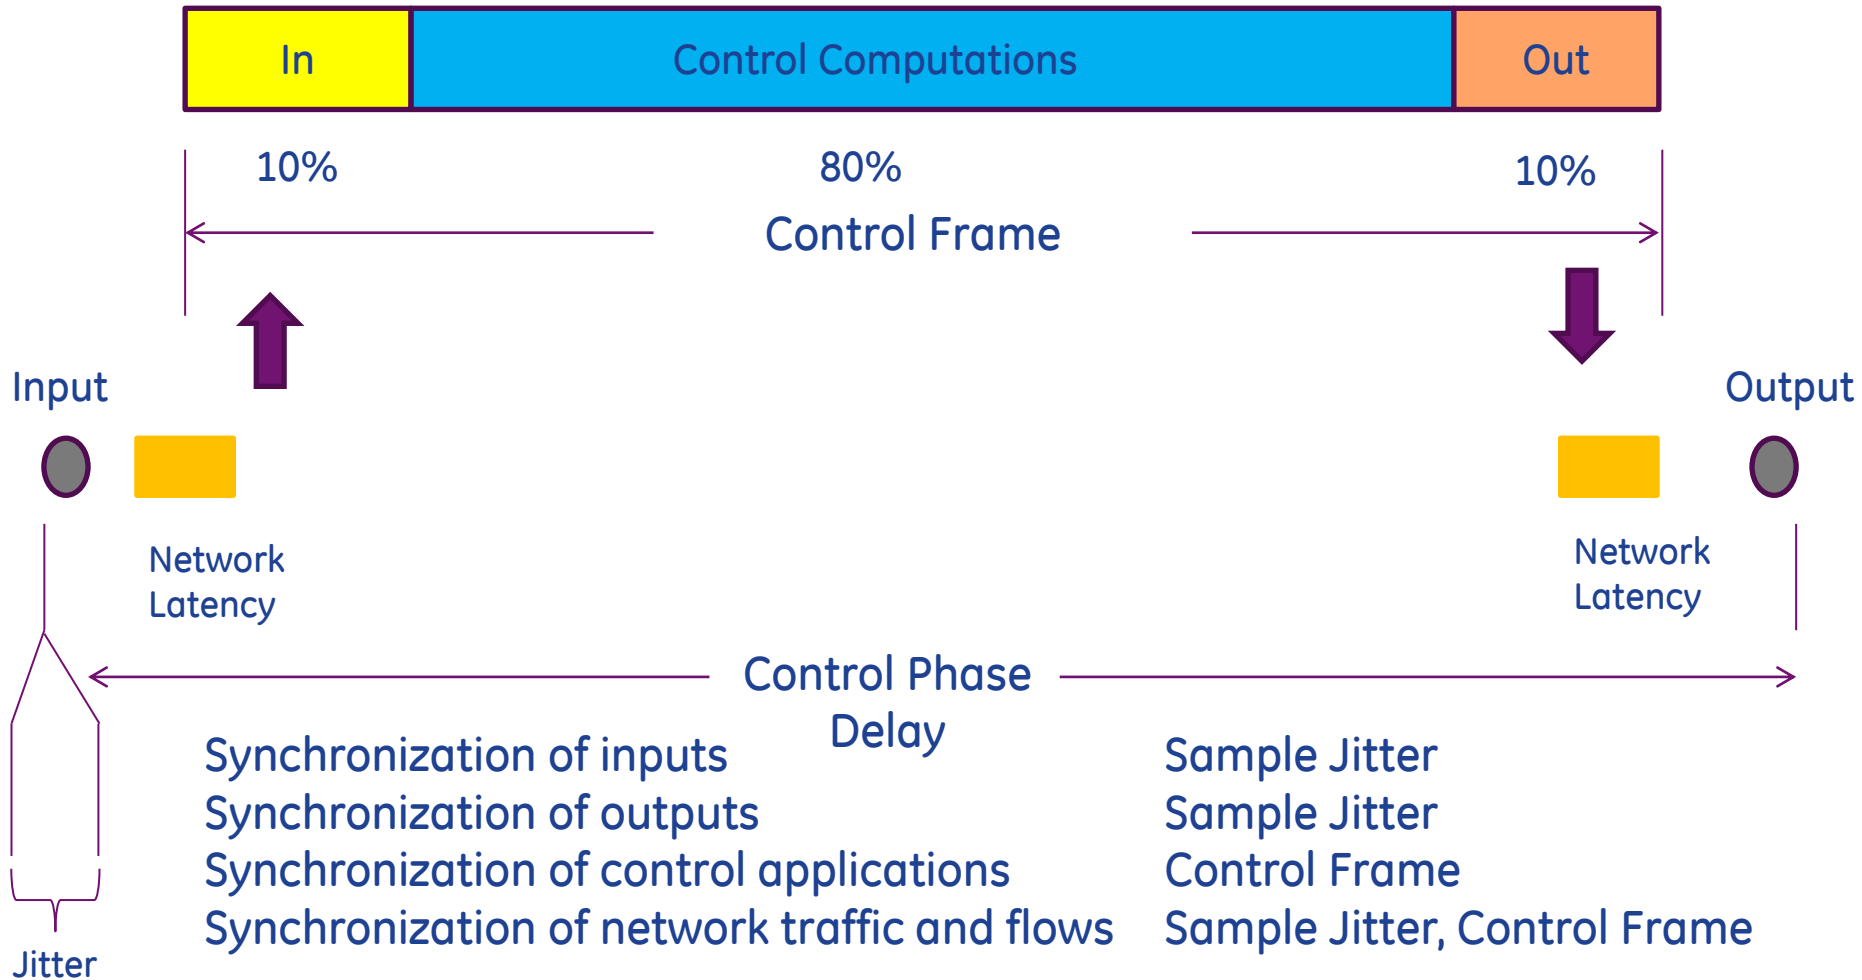 In
Control Computations
Out
10%
80%
10%
Control Frame
Input
Output
Network
Latency
Network
Latency
Control Phase
Delay
Synchronization of inputs
Sample Jitter
Synchronization of outputs
Sample Jitter
Synchronization of control applications
Control Frame
Synchronization of network traffic and flows
Sample Jitter, Control Frame
Jitter